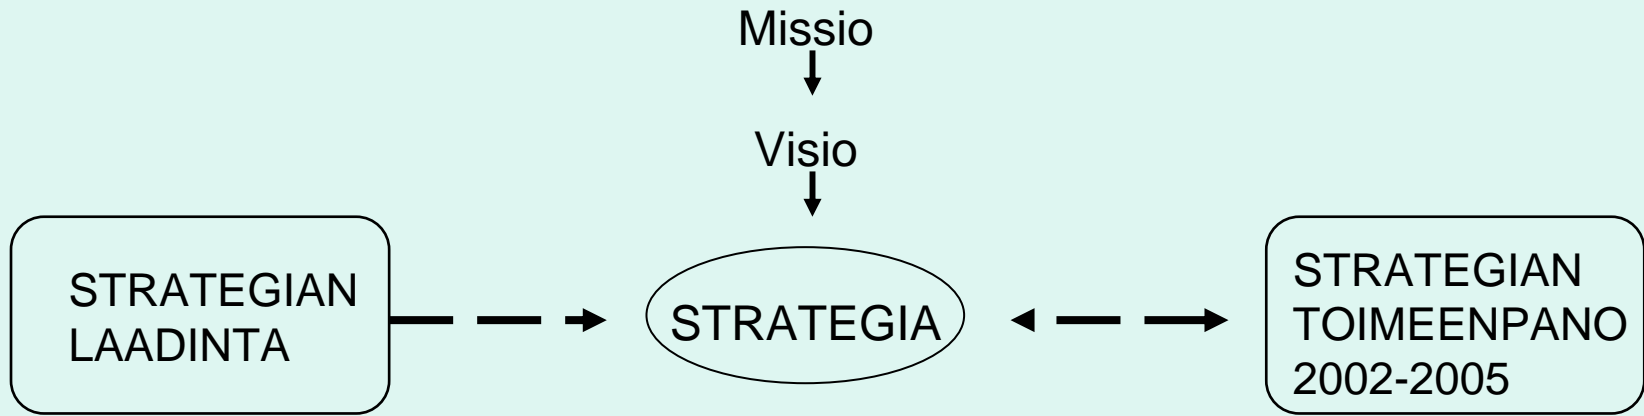 Missio
Visio
STRATEGIAN
LAADINTA
STRATEGIA
STRATEGIAN
TOIMEENPANO
2002-2005